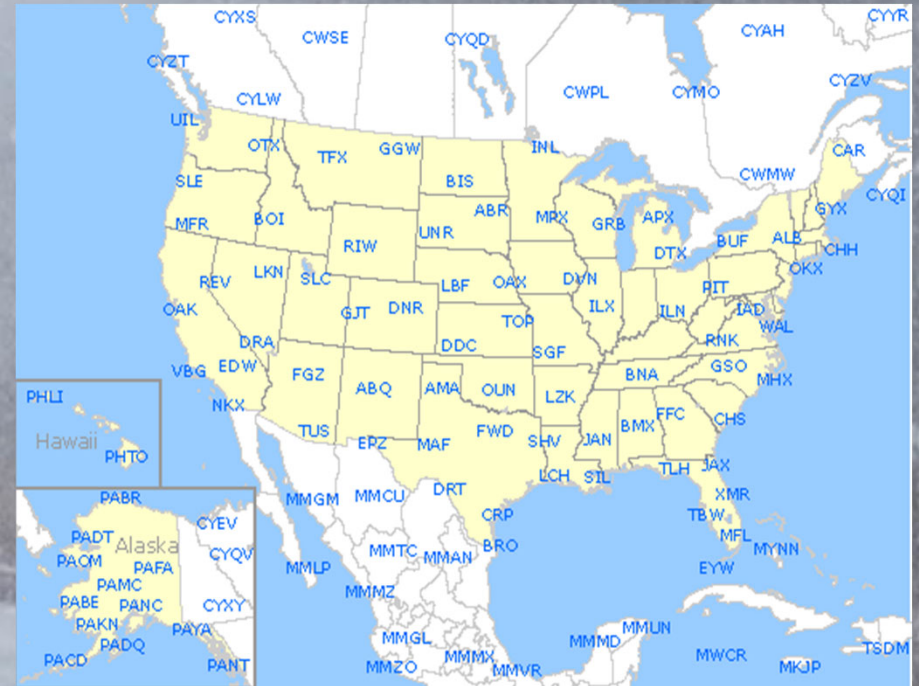 CYXS
CYYR
CWSE
CYQD
CYAH
CYZT
CYZV
CYLW
CWPL
CYMO
UIL
OTX
TFX
GGW
INL
CAR
SLE
BIS
CWMW
CYQI
MFR
BOI
UNR
ABR
MPX
GRB
APX
GYX
RIW
DTX
BUF
ALB
CHH
REV
LKN
SLC
LBF
OAX
DVN
PIT
OKX
OAK
GJT
DNR
TOP
ILX
ILN
IAD
WAL
DRA
DDC
SGF
RNK
VBG
EDW
FGZ
ABQ
AMA
OUN
LZK
BNA
GSO
MHX
NKX
PHLI
TUS
EPZ
MAF
FWD
SHV
JAN
BMX
FFC
CHS
Hawaii
PHTO
LCH
SIL
TLH
JAX
PABR
MMGM
MMCU
DRT
XMR
CRP
TBW
CYEV
PADT
Alaska
BRO
MFL
MYNN
PAOM
PAFA
CYQV
MMLP
MMTC
MMAN
EYW
PAMC
PABE
PANC
CYXY
MMMZ
PAKN
PAYA
PADQ
MMGL
MMMD
MMUN
PACD
PANT
MMZO
MMMX
MMVR
MWCR
MKJP
TSDM